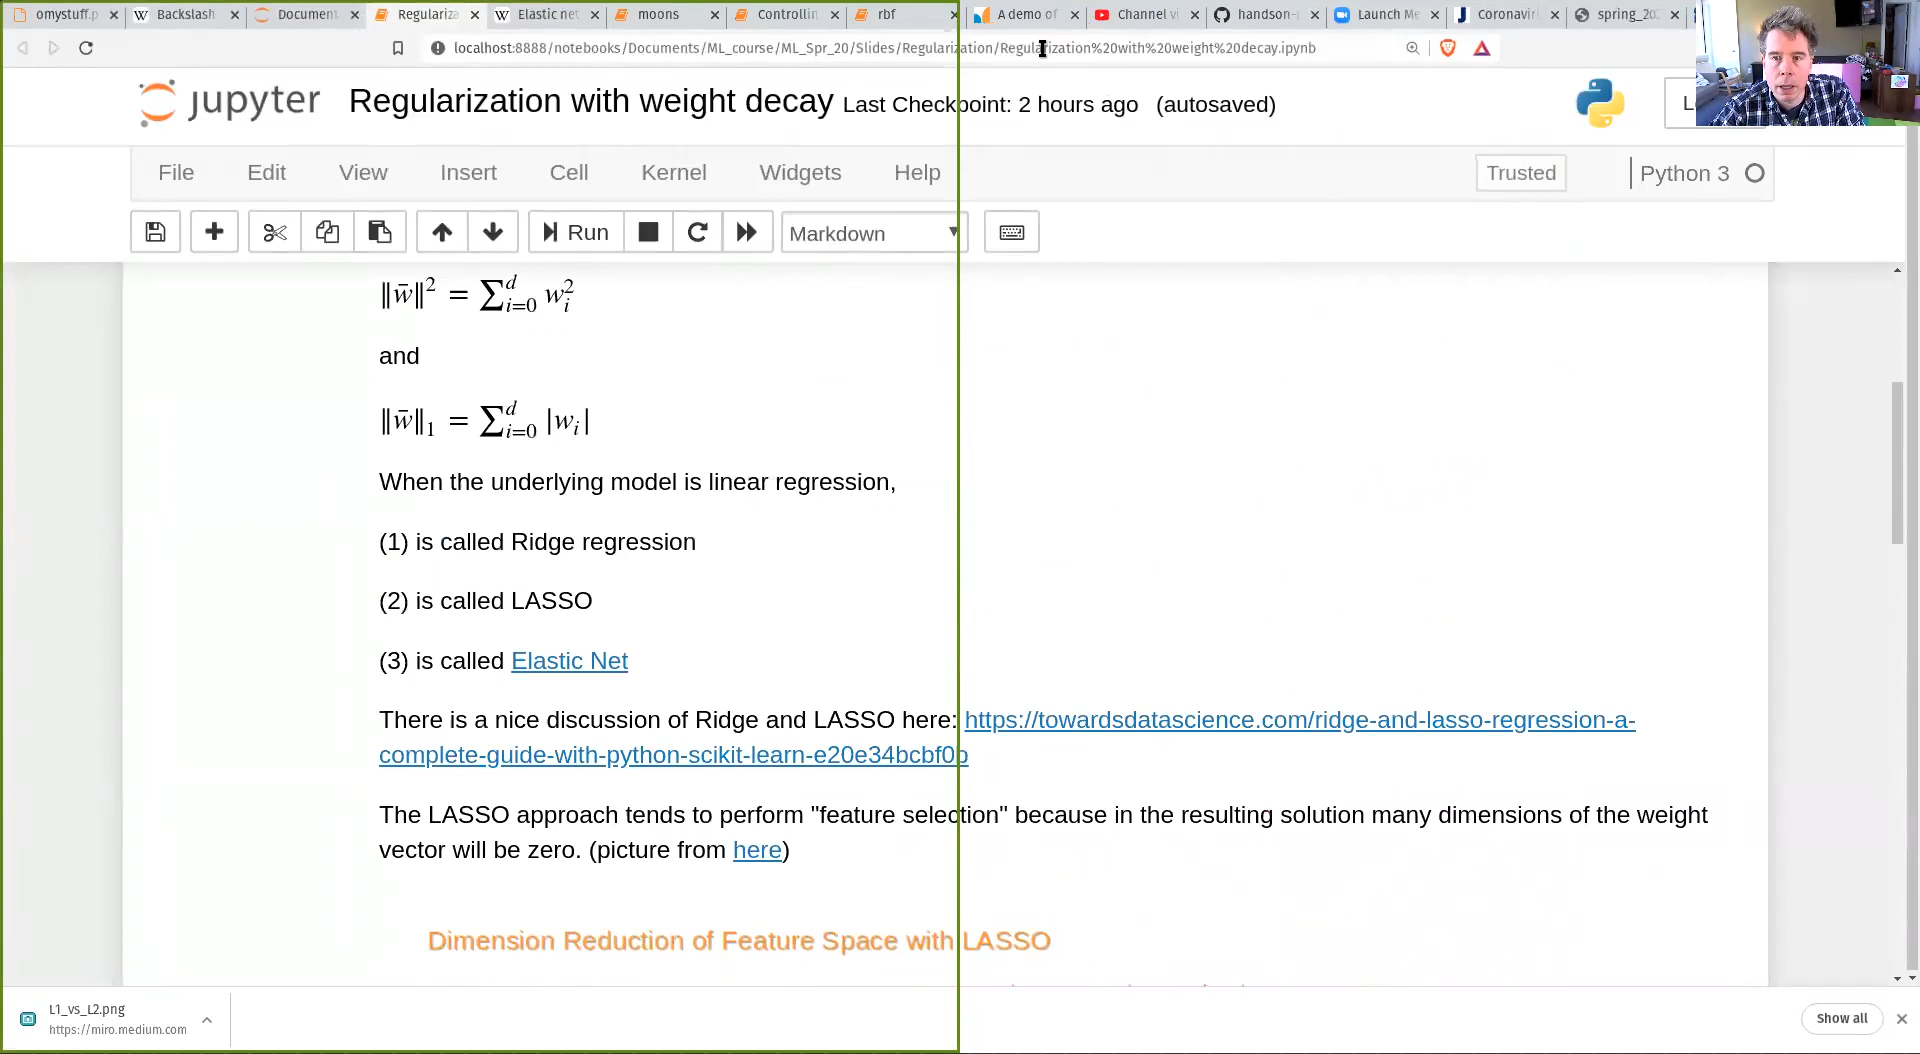 omystuff.p
Backslash
Document
Regulariza
Elastic net
moons
Controllin
rbf
A demo of
Channel vi
handson-
Launch Me
Coronavir
spring_20
localhost:8888/notebooks/Documents/ML_course/ML_Spr_20/Slides/Regularization/Regularization%20with%20weight%20decay.ipynb
jupyter Regularization with weight decay Last Checkpoint: 2 hours ago (autosaved)
File Edit View Insert Cell Kernel Widgets Help Trusted Python 3
Run Markdown
‖w̄‖² = ∑ᵢ₌₀ᵈ wᵢ²
and
‖w̄‖₁ = ∑ᵢ₌₀ᵈ |wᵢ|
When the underlying model is linear regression,
(1) is called Ridge regression
(2) is called LASSO
(3) is called Elastic Net
There is a nice discussion of Ridge and LASSO here: https://towardsdatascience.com/ridge-and-lasso-regression-a-
complete-guide-with-python-scikit-learn-e20e34bcbf0b
The LASSO approach tends to perform "feature selection" because in the resulting solution many dimensions of the weight
vector will be zero. (picture from here)
Dimension Reduction of Feature Space with LASSO
L1_vs_L2.png
https://miro.medium.com
Show all